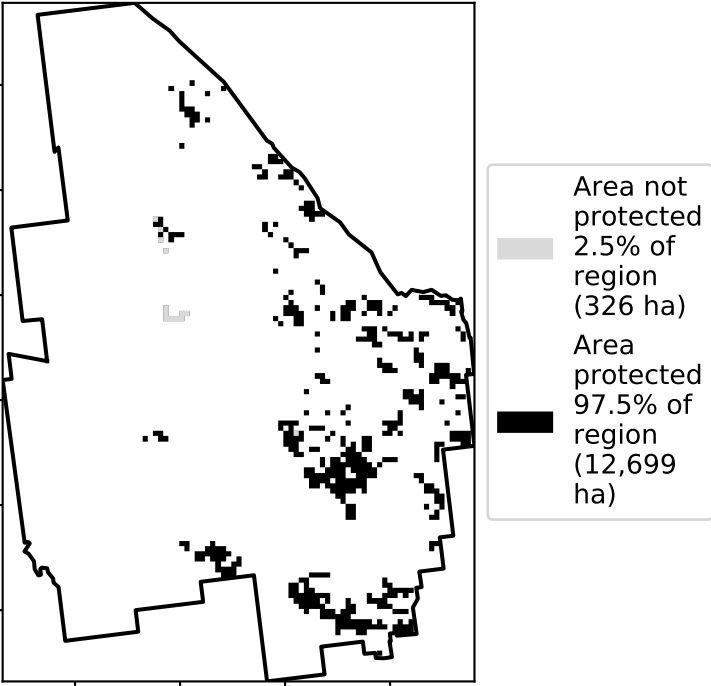 Area not
protected
2.5% of
region
(326 ha)
Area
protected
97.5% of
region
(12,699
ha)